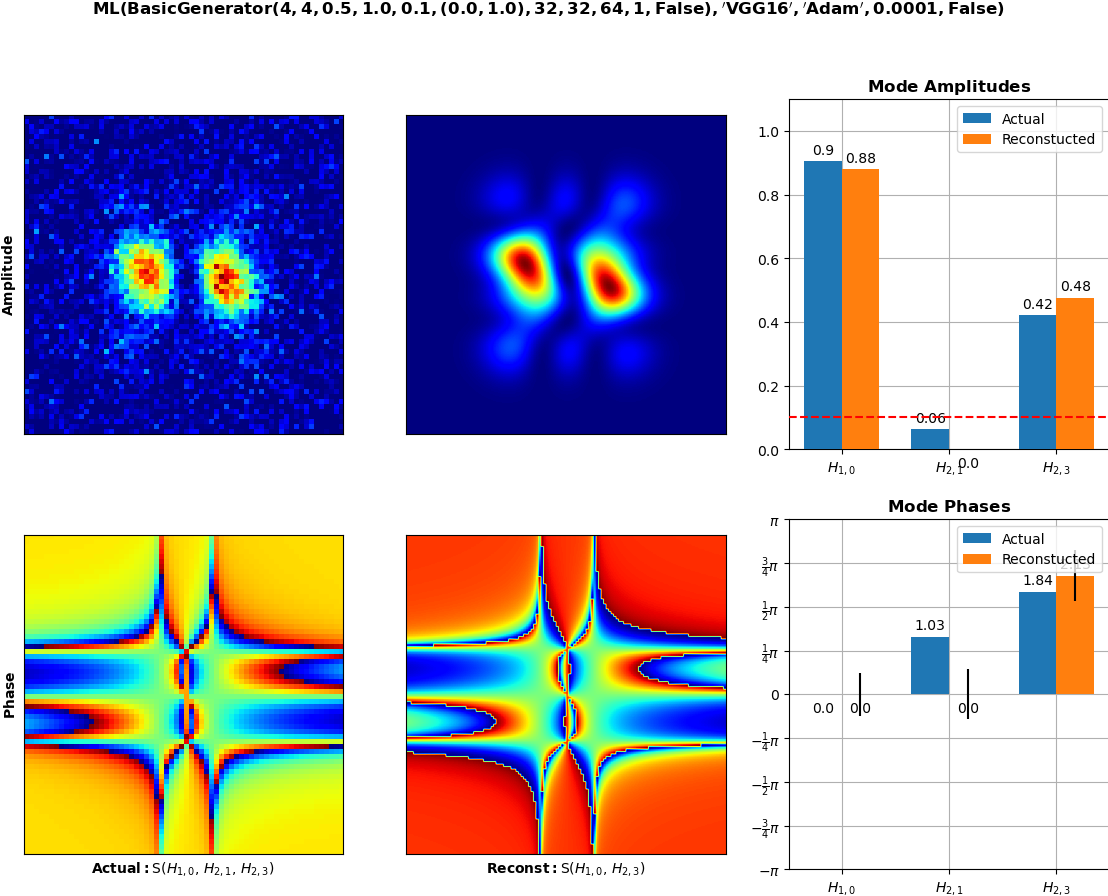 ML(BasicGenerator(4, 4, 0.5, 1.0, 0.1, (0.0, 1.0), 32, 32, 64, 1, False), ′VGG16′, ′Adam′, 0.0001, False)
Mode Amplitudes
Actual
Reconstucted
1.0
0.8
0.6
0.4
0.2
0.0
0.9
0.88
0.06
0.0
0.42
0.48
H1,0
H2,1
H2,3
Amplitude
Mode Phases
Actual
Reconstucted
π
3/4π
1/2π
1/4π
0
−1/4π
−1/2π
−3/4π
−π
0.0
0.0
1.03
0.0
1.84
H1,0
H2,1
H2,3
Phase
Actual: S(H1,0, H2,1, H2,3)
Reconst: S(H1,0, H2,3)